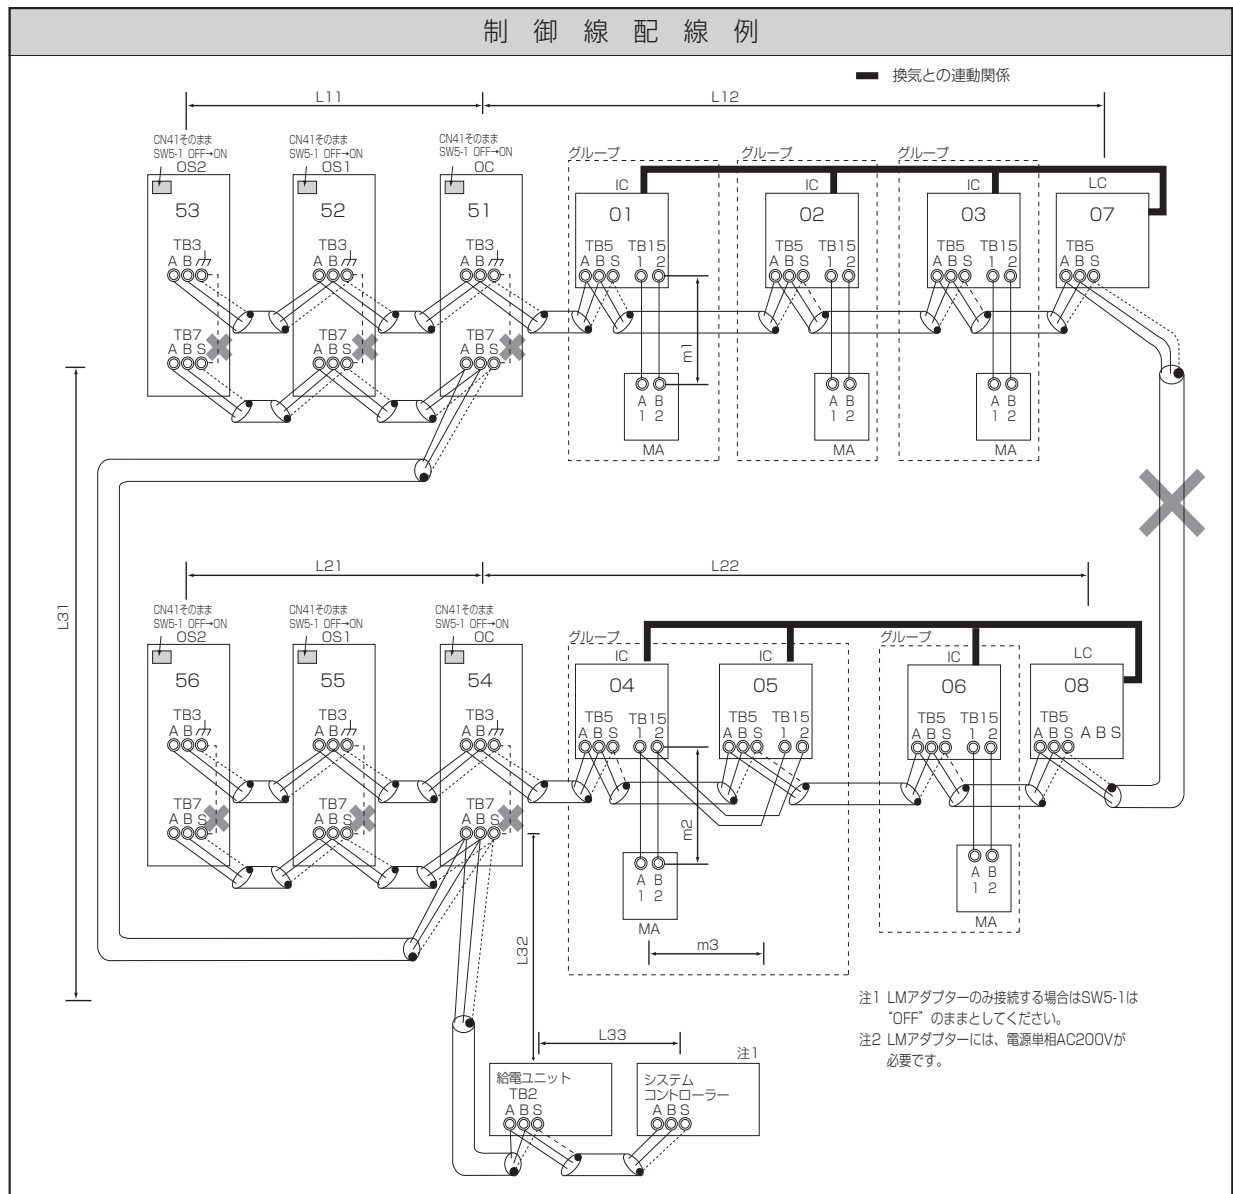 制御線配線例
換気との連動関係
L11
L12
CN41そのまま
SW5-1 OFF→ON
OS2
CN41そのまま
SW5-1 OFF→ON
OS1
CN41そのまま
SW5-1 OFF→ON
OC
グループ
グループ
グループ
IC
IC
IC
LC
53
52
51
01
02
03
07
TB3
TB3
TB3
TB5 TB15
TB5 TB15
TB5 TB15
TB5
A B
A B
A B
A B S 1 2
A B S 1 2
A B S 1 2
A B S
TB7
TB7
TB7
A B S
A B S
A B S
m1
A B
1 2
A B
1 2
A B
1 2
MA
MA
MA
L31
L21
L22
CN41そのまま
SW5-1 OFF→ON
OS2
CN41そのまま
SW5-1 OFF→ON
OS1
CN41そのまま
SW5-1 OFF→ON
OC
グループ
グループ
IC
IC
IC
LC
56
55
54
04
05
06
08
TB3
TB3
TB3
TB5 TB15
TB5 TB15
TB5 TB15
TB5
A B
A B
A B
A B S 1 2
A B S 1 2
A B S 1 2
A B S
A B S
TB7
TB7
TB7
A B S
A B S
A B S
m2
A B
1 2
A B
1 2
MA
MA
m3
L32
注1 LMアダプターのみ接続する場合はSW5-1は
“OFF” のままとしてください。
注2 LMアダプターには、電源単相AC200Vが
必要です。
L33
注1
給電ユニット
TB2
A B S
システム
コントローラー
A B S